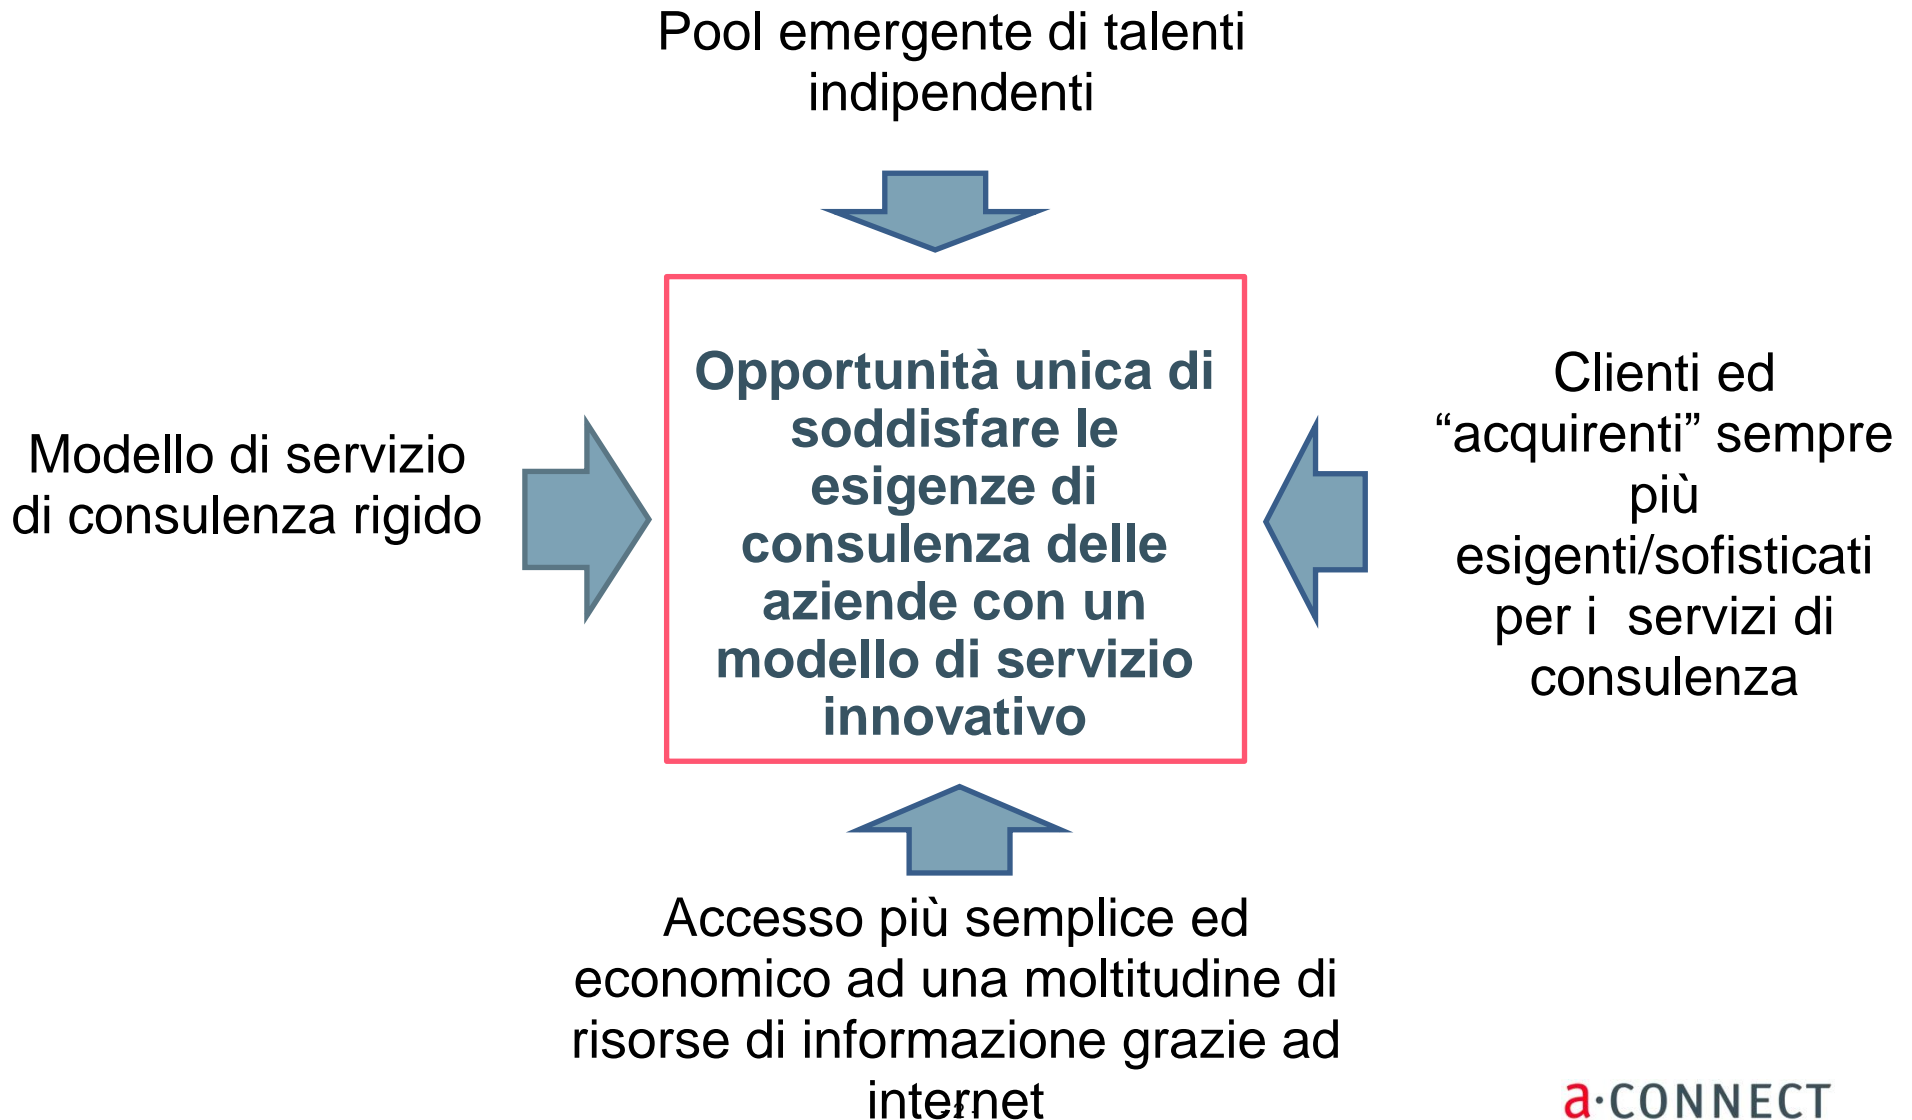 Pool emergente di talenti
indipendenti
Modello di servizio
di consulenza rigido
Opportunità unica di
soddisfare le
esigenze di
consulenza delle
aziende con un
modello di servizio
innovativo
Clienti ed
“acquirenti” sempre
più
esigenti/sofisticati
per i  servizi di
consulenza
Accesso più semplice ed
economico ad una moltitudine di
risorse di informazione grazie ad
internet
- 2 -
a·CONNECT